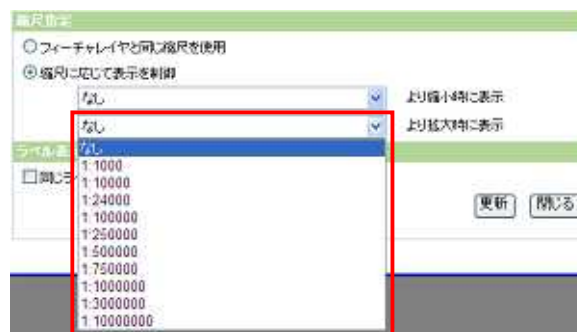 縮尺指定
フィーチャレイヤと同じ縮尺を使用
縮尺に応じて表示を制御
なし より縮小時に表示
なし より拡大時に表示
ラベル表
なし
1:1000
同じラ
1:10000
1:24000
1:100000
更新 閉じる
1:250000
1:500000
1:750000
1:1000000
1:3000000
1:10000000